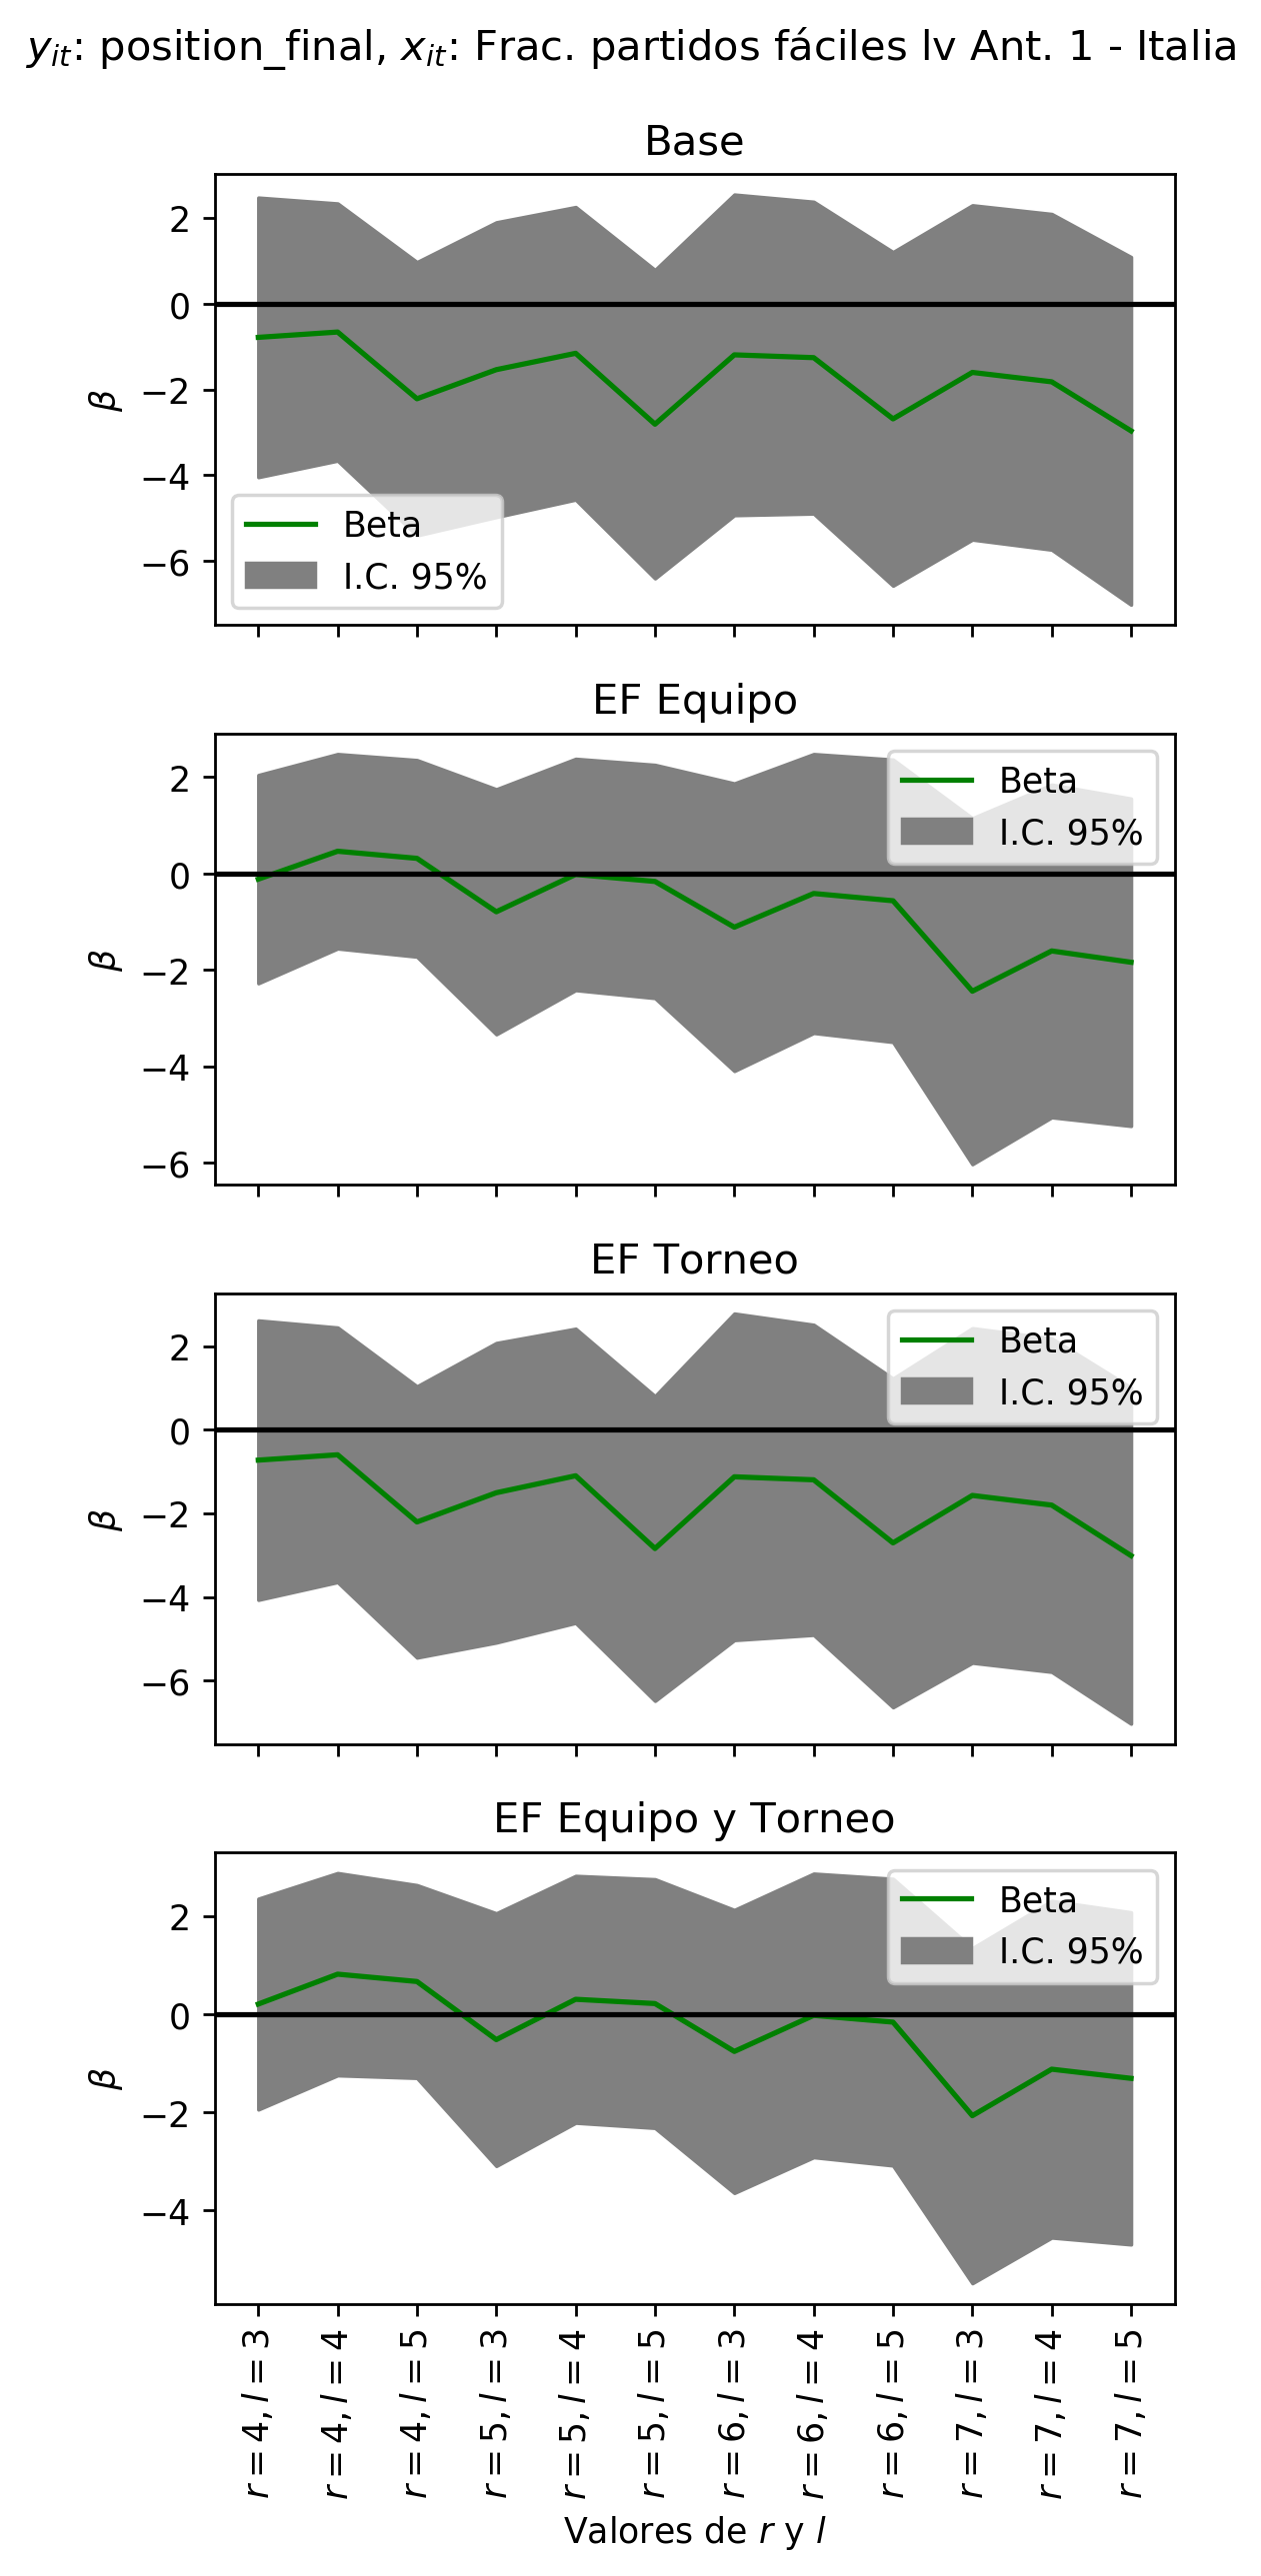 y_it: position_final, x_it: Frac. partidos fáciles lv Ant. 1 - Italia
Base
2
0
−2
−4
−6
β
Beta
I.C. 95%
EF Equipo
2
0
−2
−4
−6
β
Beta
I.C. 95%
EF Torneo
2
0
−2
−4
−6
β
Beta
I.C. 95%
EF Equipo y Torneo
2
0
−2
−4
β
Beta
I.C. 95%
r = 4, l = 3
r = 4, l = 4
r = 4, l = 5
r = 5, l = 3
r = 5, l = 4
r = 5, l = 5
r = 6, l = 3
r = 6, l = 4
r = 6, l = 5
r = 7, l = 3
r = 7, l = 4
r = 7, l = 5
Valores de r y l